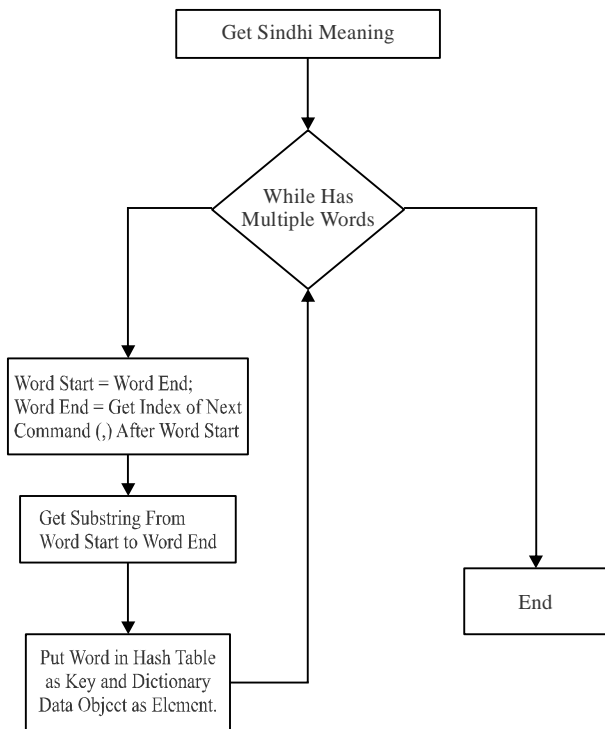 Get Sindhi Meaning
While Has
Multiple Words
Word Start = Word End;
Word End = Get Index of Next
Command (,) After Word Start
Get Substring From
Word Start to Word End
Put Word in Hash Table
as Key and Dictionary
Data Object as Element.
End